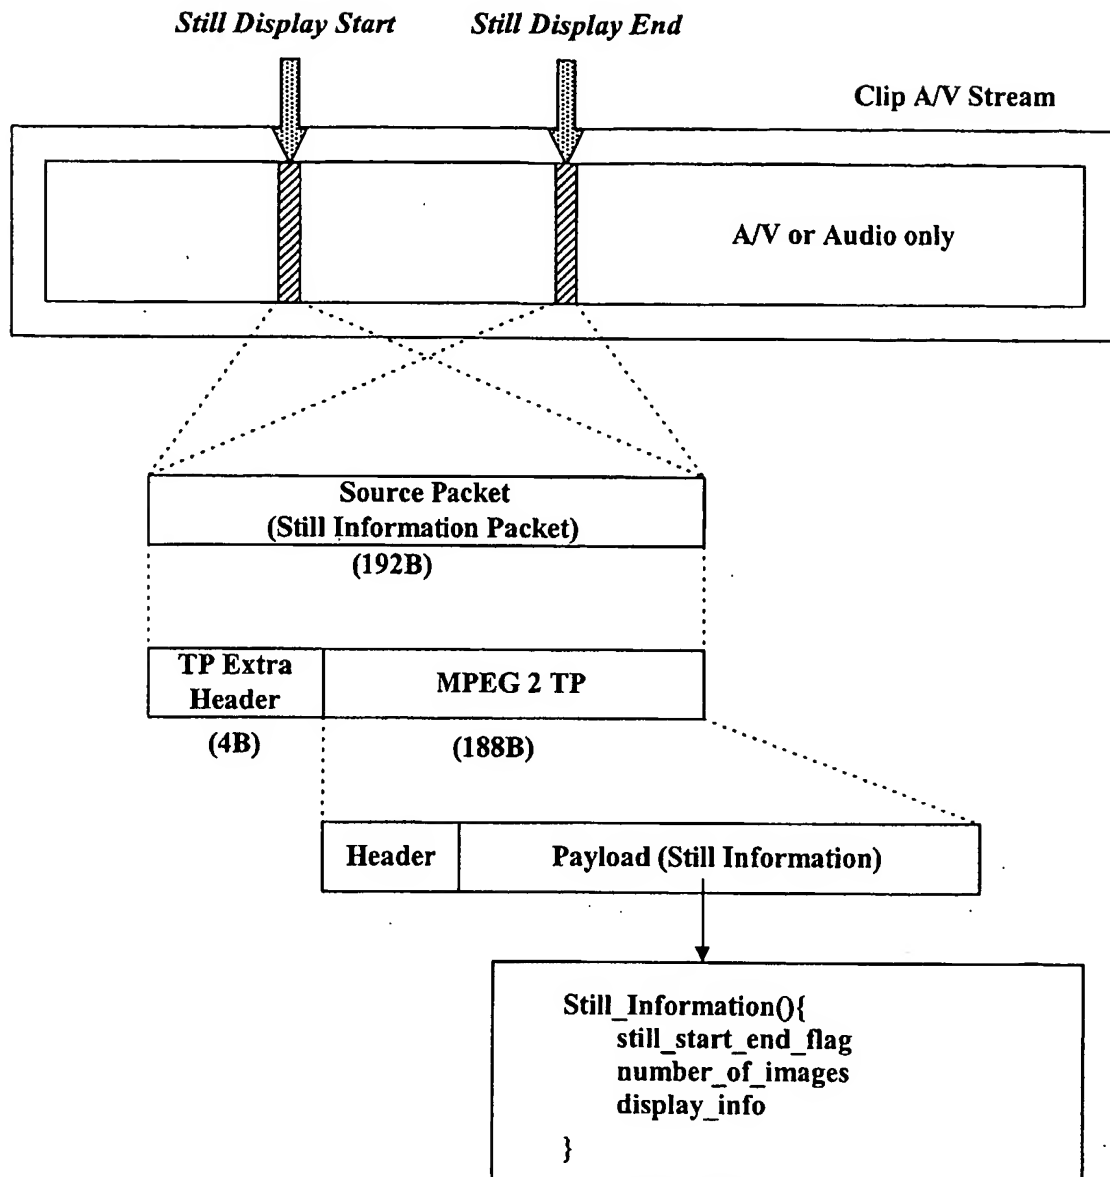 Still Display Start
Still Display End
Clip A/V Stream
A/V or Audio only
Source Packet
(Still Information Packet)
(192B)
TP Extra
Header
MPEG 2 TP
(4B)
(188B)
Header
Payload (Still Information)
Still_Information(){
still_start_end_flag
number_of_images
display_info
}